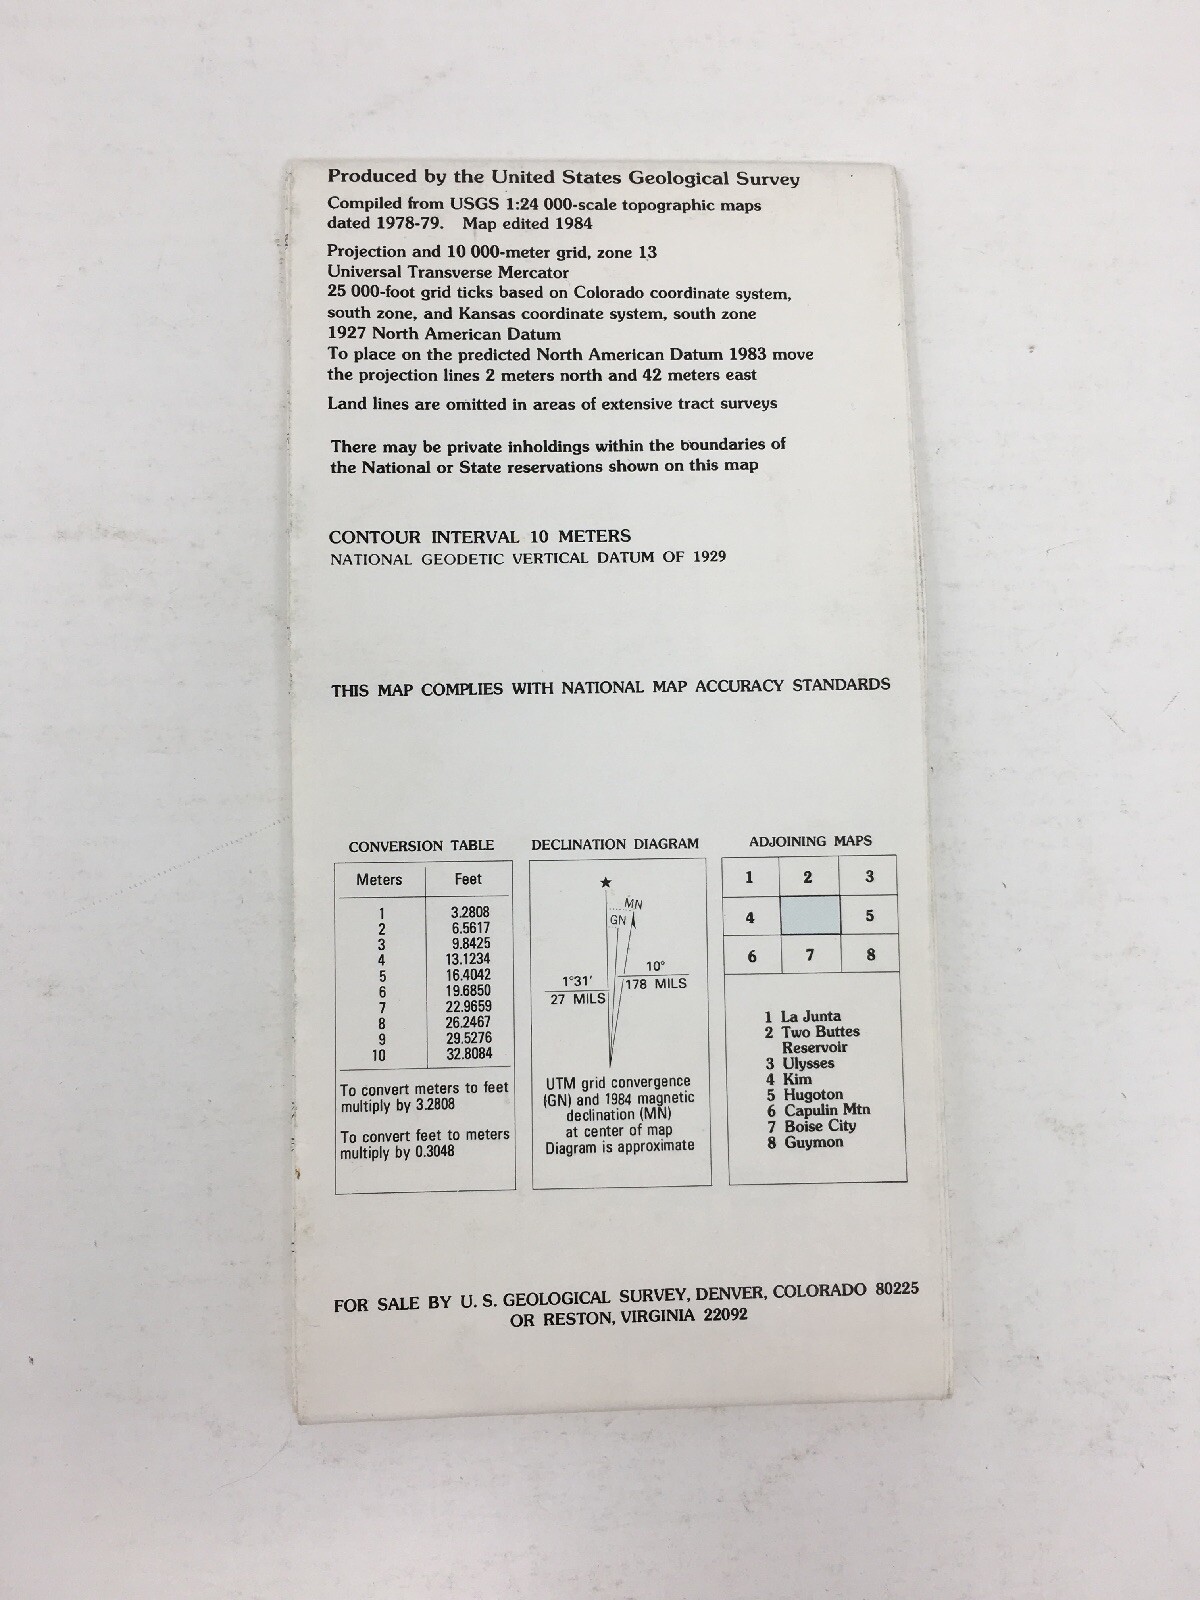 Produced by the United States Geological Survey
Compiled from USGS 1:24 000-scale topographic maps
dated 1978-79. Map edited 1984
Projection and 10 000-meter grid, zone 13
Universal Transverse Mercator
25 000-foot grid ticks based on Colorado coordinate system,
south zone, and Kansas coordinate system, south zone
1927 North American Datum
To place on the predicted North American Datum 1983 move
the projection lines 2 meters north and 42 meters east
Land lines are omitted in areas of extensive tract surveys
There may be private inholdings within the boundaries of
the National or State reservations shown on this map
CONTOUR INTERVAL 10 METERS
NATIONAL GEODETIC VERTICAL DATUM OF 1929
THIS MAP COMPLIES WITH NATIONAL MAP ACCURACY STANDARDS
CONVERSION TABLE
Meters Feet
1 3.2808
2 6.5617
3 9.8425
4 13.1234
5 16.4042
6 19.6850
7 22.9659
8 26.2467
9 29.5276
10 32.8084
To convert meters to feet
multiply by 3.2808
To convert feet to meters
multiply by 0.3048
DECLINATION DIAGRAM
MN
GN
1°31′
27 MILS
10°
178 MILS
UTM grid convergence
(GN) and 1984 magnetic
declination (MN)
at center of map
Diagram is approximate
ADJOINING MAPS
1 2 3
4 5
6 7 8
1 La Junta
2 Two Buttes
Reservoir
3 Ulysses
4 Kim
5 Hugoton
6 Capulin Mtn
7 Boise City
8 Guymon
FOR SALE BY U. S. GEOLOGICAL SURVEY, DENVER, COLORADO 80225
OR RESTON, VIRGINIA 22092